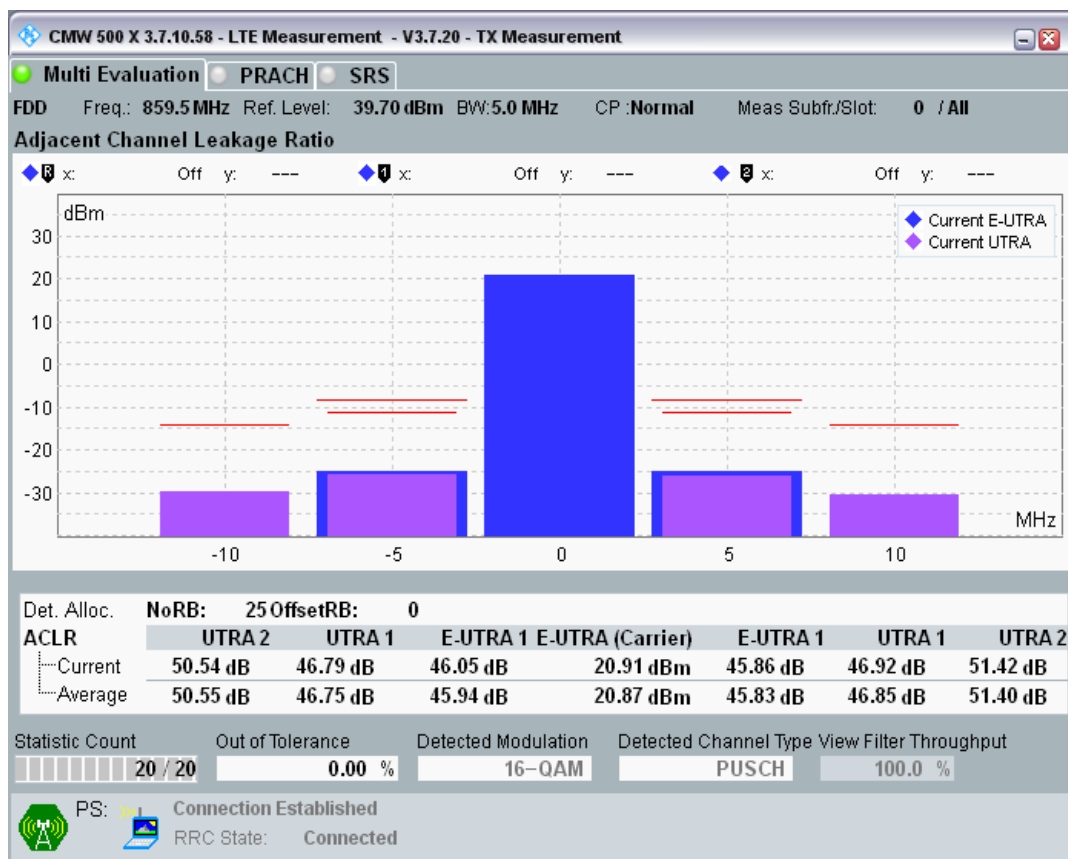 CMW 500 X 3.7.10.58 - LTE Measurement - V3.7.20 - TX Measurement
Multi Evaluation PRACH SRS
FDD Freq.: 859.5 MHz Ref. Level: 39.70 dBm BW:5.0 MHz CP :Normal Meas Subfr./Slot: 0 / All
Adjacent Channel Leakage Ratio
R x: Off y: --- 1 x: Off y: --- 2 x: Off y: ---
dBm
Current E-UTRA
Current UTRA
30
20
10
0
-10
-20
-30
MHz
-10 -5 0 5 10
Det. Alloc. NoRB: 25 OffsetRB: 0
ACLR UTRA 2 UTRA 1 E-UTRA 1 E-UTRA (Carrier) E-UTRA 1 UTRA 1 UTRA 2
Current 50.54 dB 46.79 dB 46.05 dB 20.91 dBm 45.86 dB 46.92 dB 51.42 dB
Average 50.55 dB 46.75 dB 45.94 dB 20.87 dBm 45.83 dB 46.85 dB 51.40 dB
Statistic Count Out of Tolerance Detected Modulation Detected Channel Type View Filter Throughput
20 / 20 0.00 % 16-QAM PUSCH 100.0 %
PS: Connection Established
RRC State: Connected